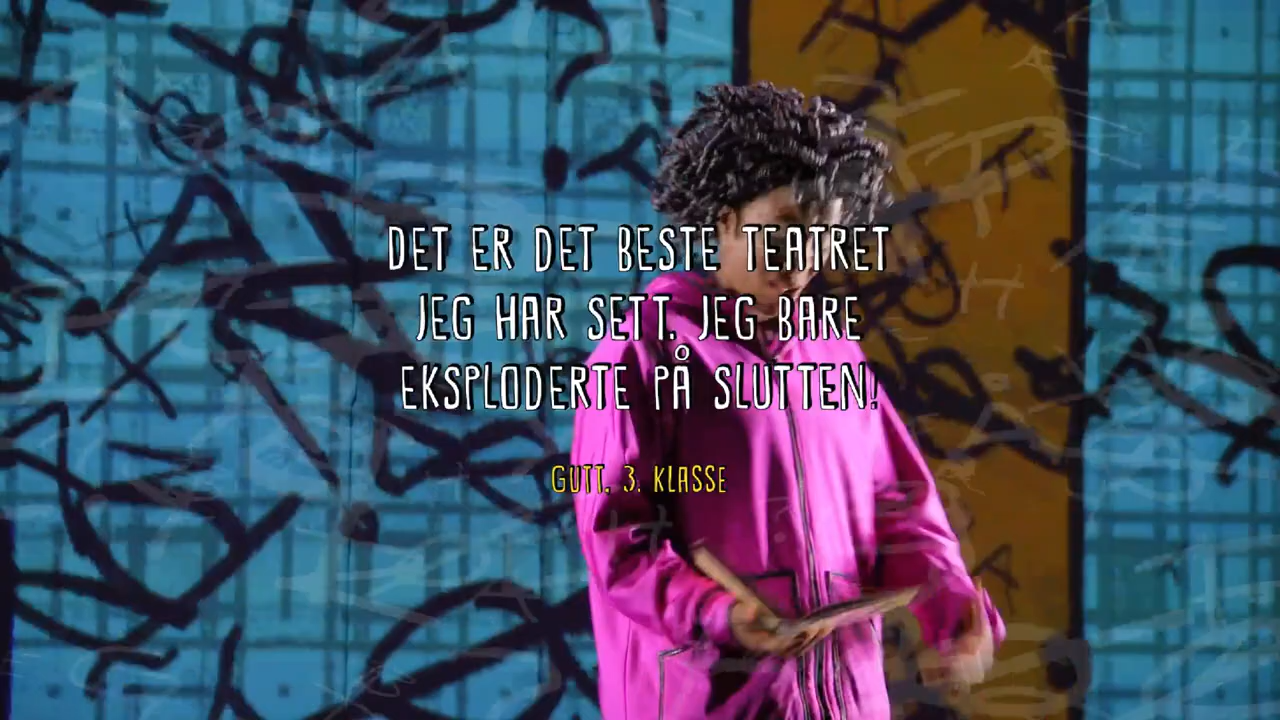 DET ER DET BESTE TEATRET
JEG HAR SETT. JEG BARE
EKSPLODERTE PÅ SLUTTEN!
GUTT, 3. KLASSE